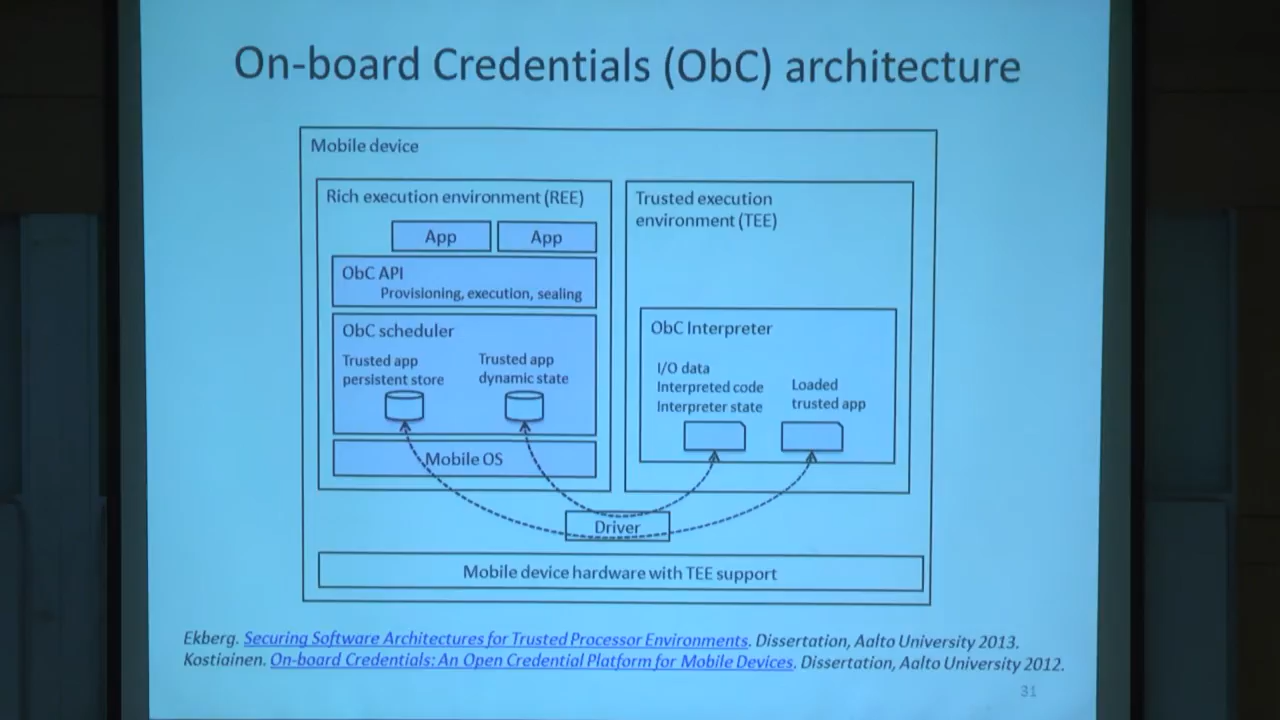 On-board Credentials (ObC) architecture
Mobile device
Rich execution environment (REE)
App
App
ObC API
Provisioning, execution, sealing
ObC scheduler
Trusted app
persistent store
Trusted app
dynamic state
Mobile OS
Trusted execution
environment (TEE)
ObC Interpreter
I/O data
Interpreted code
Interpreter state
Loaded
trusted app
Driver
Mobile device hardware with TEE support
Ekberg. Securing Software Architectures for Trusted Processor Environments. Dissertation, Aalto University 2013.
Kostiainen. On-board Credentials: An Open Credential Platform for Mobile Devices. Dissertation, Aalto University 2012.
31